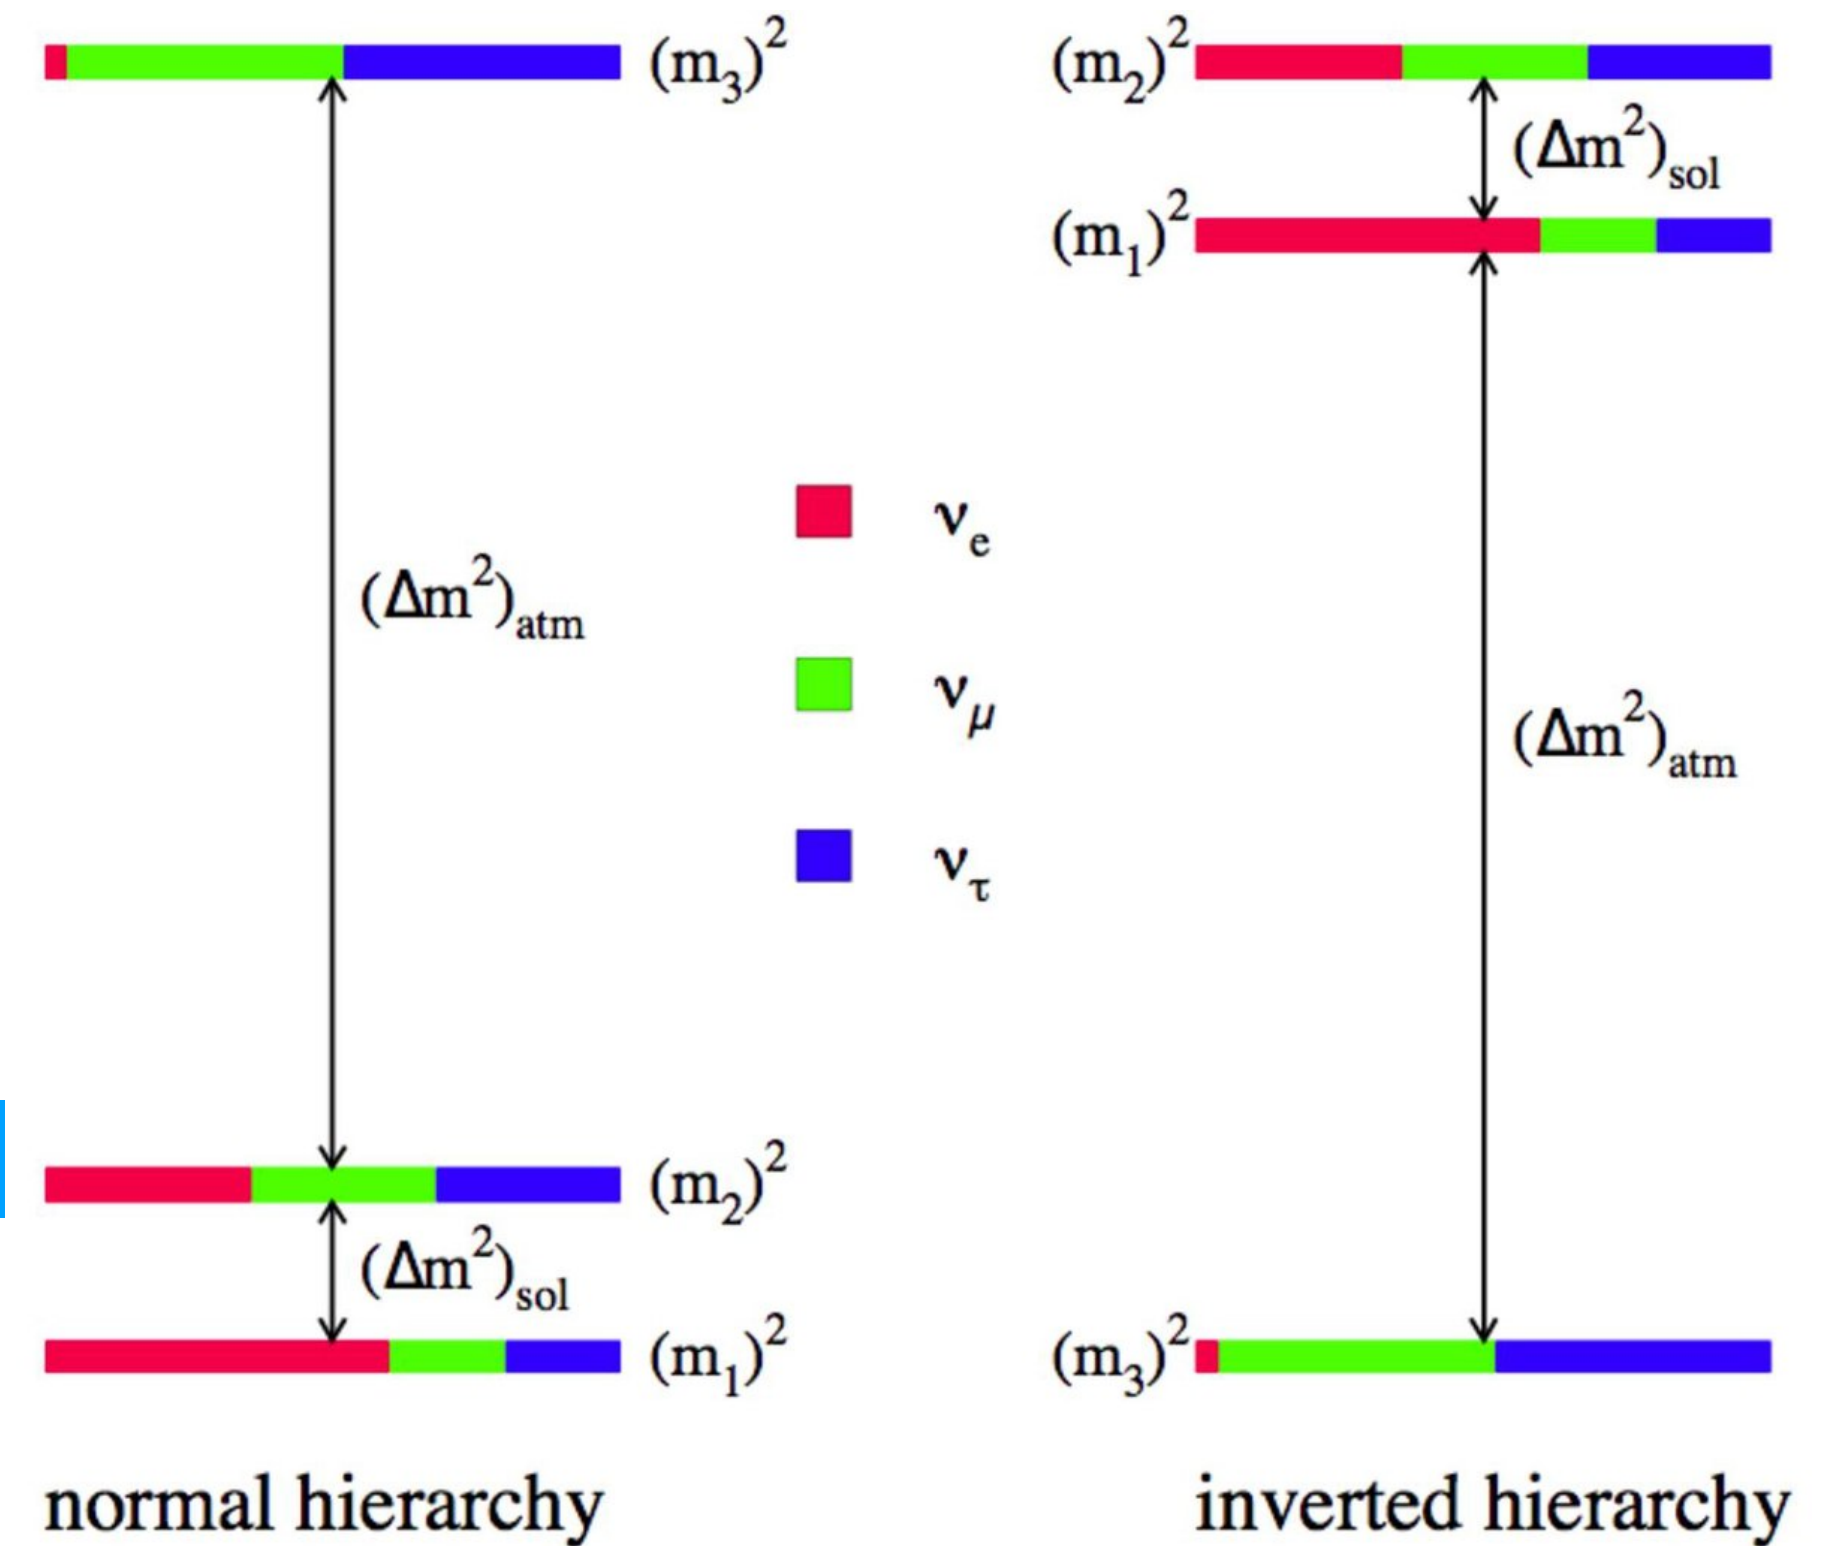 (m₃)²
(Δm²)atm
(m₂)²
(Δm²)sol
(m₁)²
normal hierarchy
νe
νμ
ντ
(m₂)²
(Δm²)sol
(m₁)²
(Δm²)atm
(m₃)²
inverted hierarchy